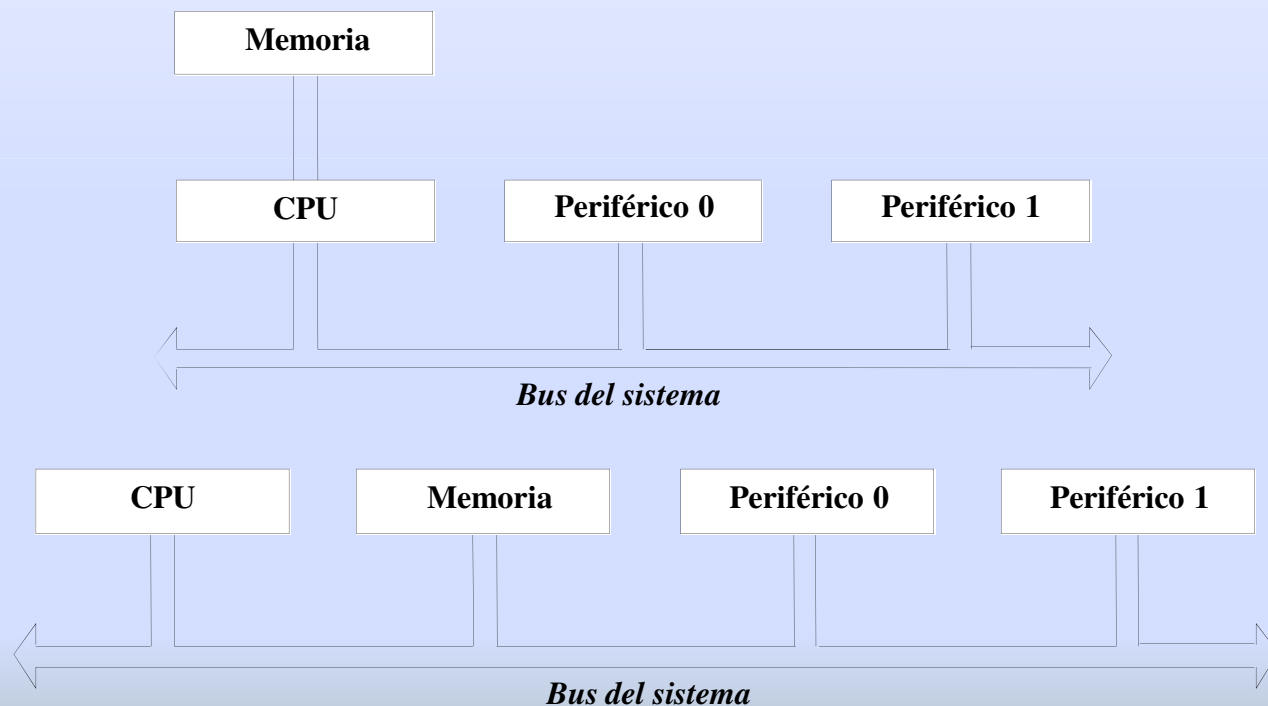 Memoria
CPU
Periférico 0
Periférico 1
Bus del sistema
CPU
Memoria
Periférico 0
Periférico 1
Bus del sistema